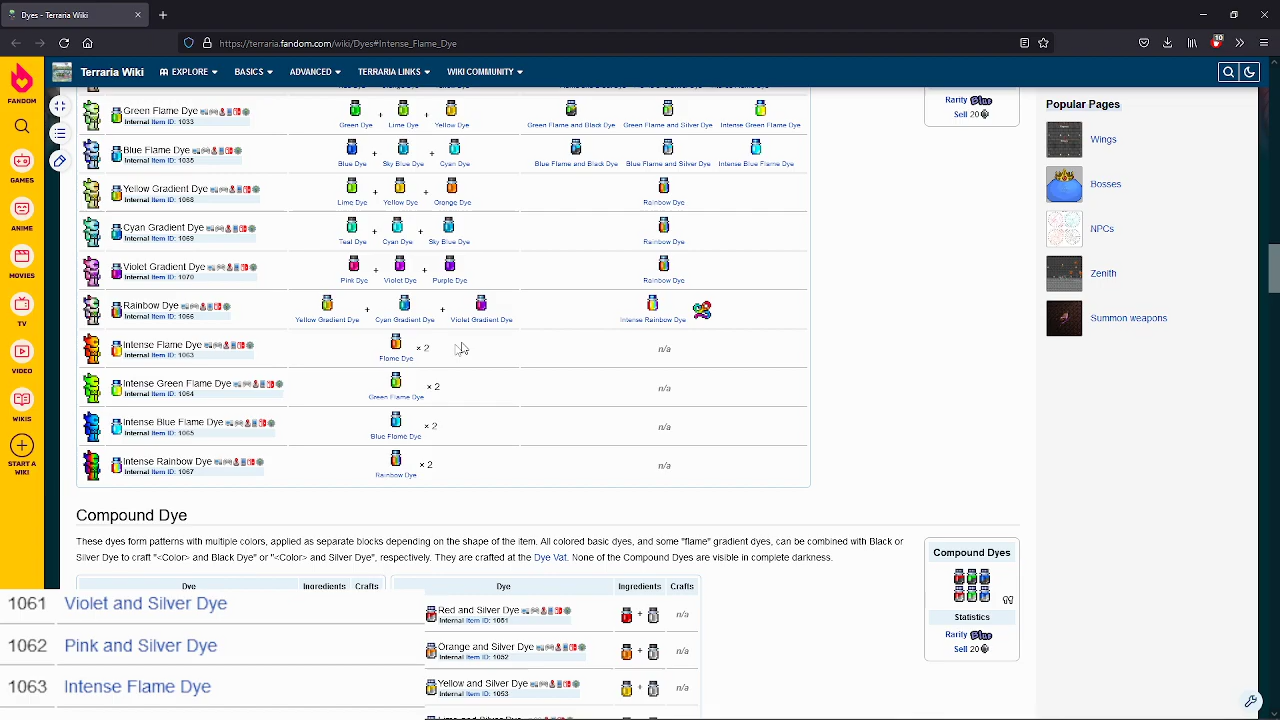 Dyes - Terraria Wiki
https://terraria.fandom.com/wiki/Dyes#Intense_Flame_Dye
10
FANDOM
GAMES
ANIME
MOVIES
TV
VIDEO
WIKIS
START A
WIKI
Terraria Wiki
EXPLORE
BASICS
ADVANCED
TERRARIA LINKS
WIKI COMMUNITY
Green Flame Dye
Internal Item ID: 1033
Green Dye + Lime Dye + Yellow Dye
Green Flame and Black Dye Green Flame and Silver Dye Intense Green Flame Dye
Blue Flame Dye
Internal Item ID: 1035
Blue Dye + Sky Blue Dye + Cyan Dye
Blue Flame and Black Dye Blue Flame and Silver Dye Intense Blue Flame Dye
Yellow Gradient Dye
Internal Item ID: 1068
Lime Dye + Yellow Dye + Orange Dye
Rainbow Dye
Cyan Gradient Dye
Internal Item ID: 1069
Teal Dye + Cyan Dye + Sky Blue Dye
Rainbow Dye
Violet Gradient Dye
Internal Item ID: 1070
Pink Dye + Violet Dye + Purple Dye
Rainbow Dye
Rainbow Dye
Internal Item ID: 1066
Yellow Gradient Dye + Cyan Gradient Dye + Violet Gradient Dye
Intense Rainbow Dye
Intense Flame Dye
Internal Item ID: 1063
× 2
Flame Dye
n/a
Intense Green Flame Dye
Internal Item ID: 1064
× 2
Green Flame Dye
n/a
Intense Blue Flame Dye
Internal Item ID: 1065
× 2
Blue Flame Dye
n/a
Intense Rainbow Dye
Internal Item ID: 1067
× 2
Rainbow Dye
n/a
Rarity Blue
Sell 20
Popular Pages
Wings
Bosses
NPCs
Zenith
Summon weapons
Compound Dye
These dyes form patterns with multiple colors, applied as separate blocks depending on the shape of the item. All colored basic dyes, and some "flame" gradient dyes, can be combined with Black or
Silver Dye to craft "<Color> and Black Dye" or "<Color> and Silver Dye", respectively. They are crafted at the Dye Vat. None of the Compound Dyes are visible in complete darkness.
Compound Dyes
Statistics
Rarity Blue
Sell 20
Dye Ingredients Crafts
Dye Ingredients Crafts
Red and Silver Dye
Internal Item ID: 1051
+
n/a
Orange and Silver Dye
Internal Item ID: 1052
+
n/a
Yellow and Silver Dye
Internal Item ID: 1053
+
n/a
1061 Violet and Silver Dye
1062 Pink and Silver Dye
1063 Intense Flame Dye